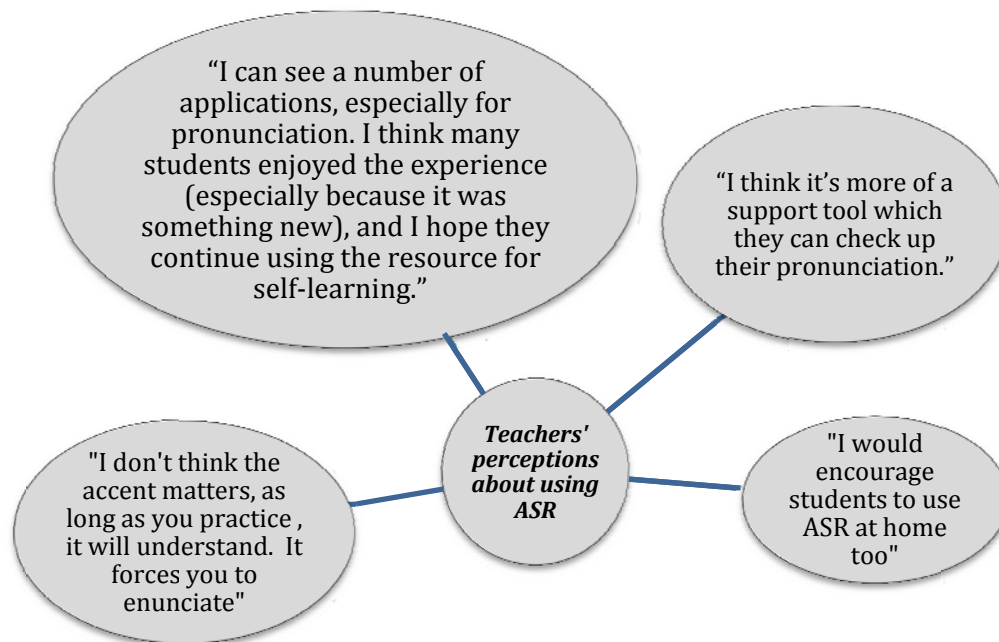 “I can see a number of
applications, especially for
pronunciation. I think many
students enjoyed the experience
(especially because it was
something new), and I hope they
continue using the resource for
self-learning.”
“I think it’s more of a
support tool which
they can check up
their pronunciation.”
Teachers'
perceptions
about using
ASR
"I don't think the
accent matters, as
long as you practice ,
it will understand.  It
forces you to
enunciate"
"I would
encourage
students to use
ASR at home
too"